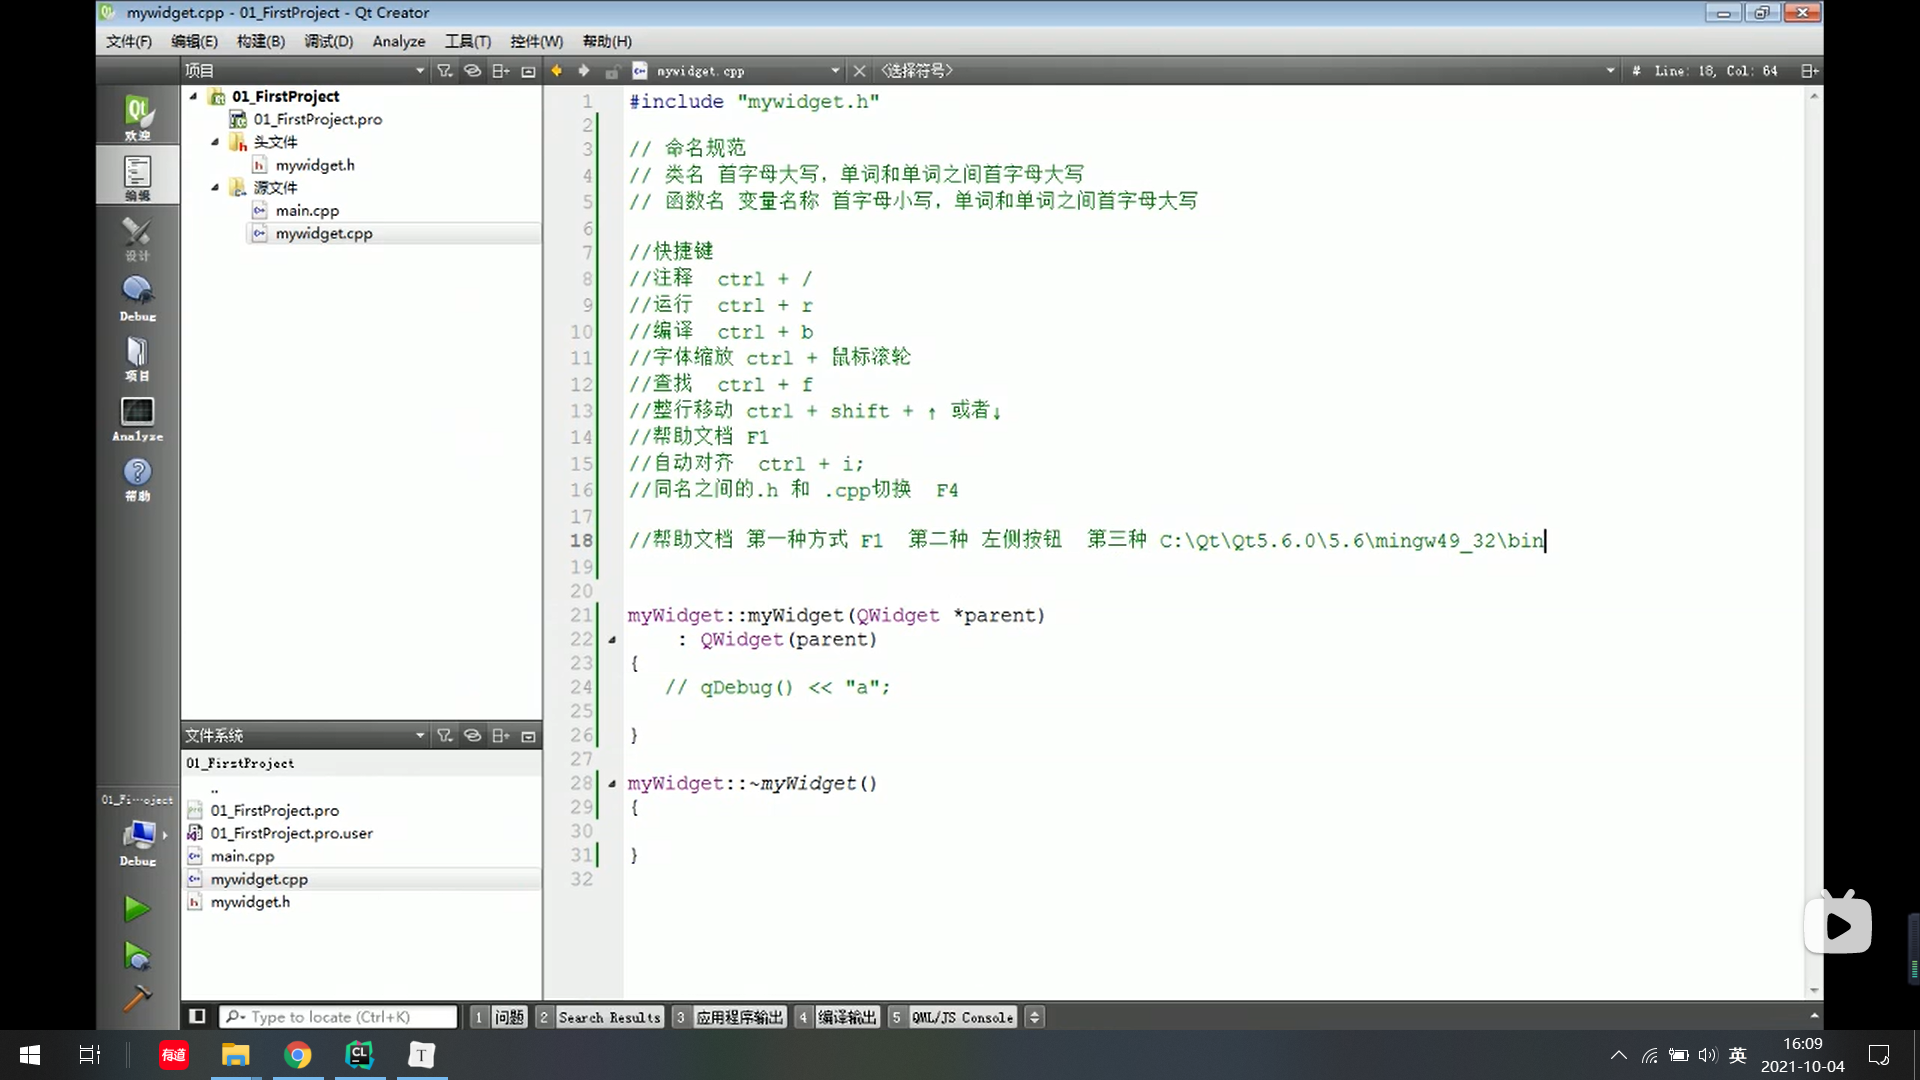 mywidget.cpp - 01_FirstProject - Qt Creator
文件(F) 编辑(E) 构建(B) 调试(D) Analyze 工具(T) 控件(W) 帮助(H)
项目
mywidget.cpp
<选择符号>
# Line: 18, Col: 64
欢迎
编辑
设计
Debug
项目
Analyze
帮助
01_FirstProject
01_FirstProject.pro
头文件
mywidget.h
源文件
main.cpp
mywidget.cpp
1 #include "mywidget.h"
2
3 // 命名规范
4 // 类名 首字母大写，单词和单词之间首字母大写
5 // 函数名 变量名称 首字母小写，单词和单词之间首字母大写
6
7 //快捷键
8 //注释 ctrl + /
9 //运行 ctrl + r
10 //编译 ctrl + b
11 //字体缩放 ctrl + 鼠标滚轮
12 //查找 ctrl + f
13 //整行移动 ctrl + shift + ↑ 或者↓
14 //帮助文档 F1
15 //自动对齐 ctrl + i;
16 //同名之间的.h 和 .cpp切换 F4
17
18 //帮助文档 第一种方式 F1 第二种 左侧按钮 第三种 C:\Qt\Qt5.6.0\5.6\mingw49_32\bin
19
20
21 myWidget::myWidget(QWidget *parent)
22 : QWidget(parent)
23 {
24 // qDebug() << "a";
25
26 }
27
28 myWidget::~myWidget()
29 {
30
31 }
32
文件系统
01_FirstProject
..
01_FirstProject.pro
01_FirstProject.pro.user
main.cpp
mywidget.cpp
mywidget.h
01_Fi···oject
Debug
Type to locate (Ctrl+K)
1 问题 2 Search Results 3 应用程序输出 4 编译输出 5 QML/JS Console
有道
CL
T
英
16:09
2021-10-04